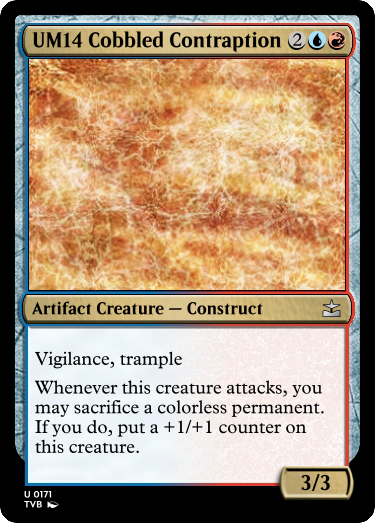 UM14 Cobbled Contraption 2
Artifact Creature — Construct
Vigilance, trample
Whenever this creature attacks, you
may sacrifice a colorless permanent.
If you do, put a +1/+1 counter on
this creature.
3/3
U 0171
TVB